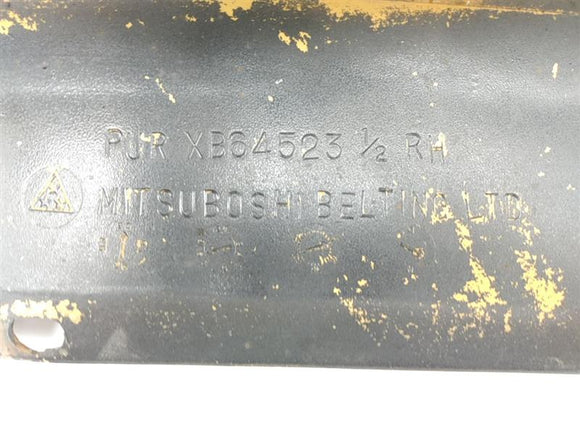 PUR XB64523 ½ RH
MITSUBOSHI BELTING LTD.